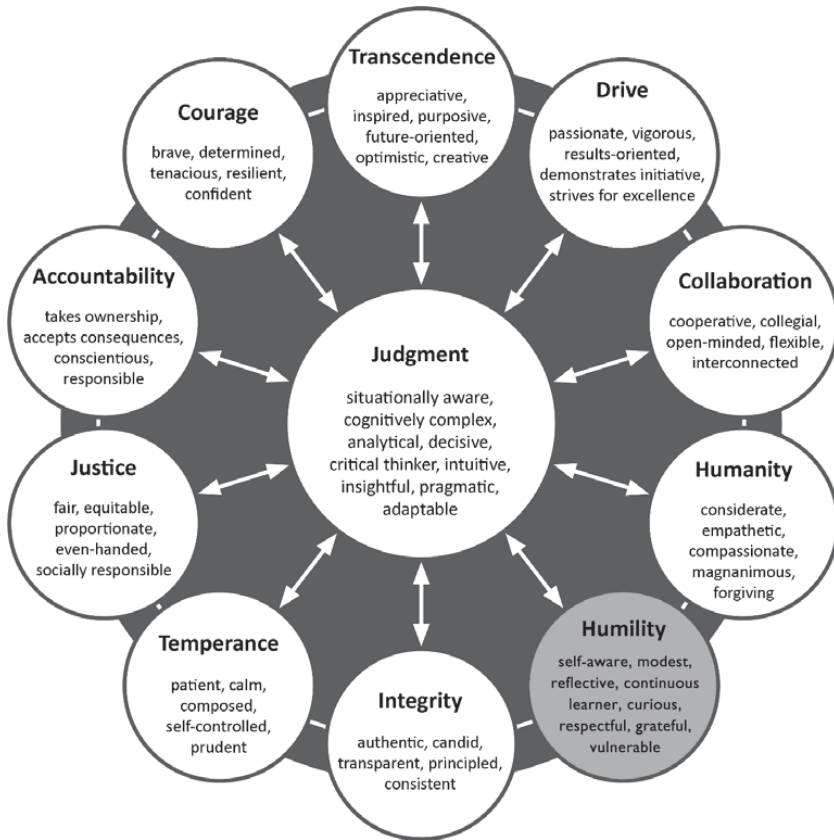 Transcendence
appreciative,
inspired, purposive,
future-oriented,
optimistic, creative
Drive
passionate, vigorous,
results-oriented,
demonstrates initiative,
strives for excellence
Collaboration
cooperative, collegial,
open-minded, flexible,
interconnected
Humanity
considerate,
empathetic,
compassionate,
magnanimous,
forgiving
Humility
self-aware, modest,
reflective, continuous
learner, curious,
respectful, grateful,
vulnerable
Integrity
authentic, candid,
transparent, principled,
consistent
Temperance
patient, calm,
composed,
self-controlled,
prudent
Justice
fair, equitable,
proportionate,
even-handed,
socially responsible
Accountability
takes ownership,
accepts consequences,
conscientious,
responsible
Courage
brave, determined,
tenacious, resilient,
confident
Judgment
situationally aware,
cognitively complex,
analytical, decisive,
critical thinker, intuitive,
insightful, pragmatic,
adaptable